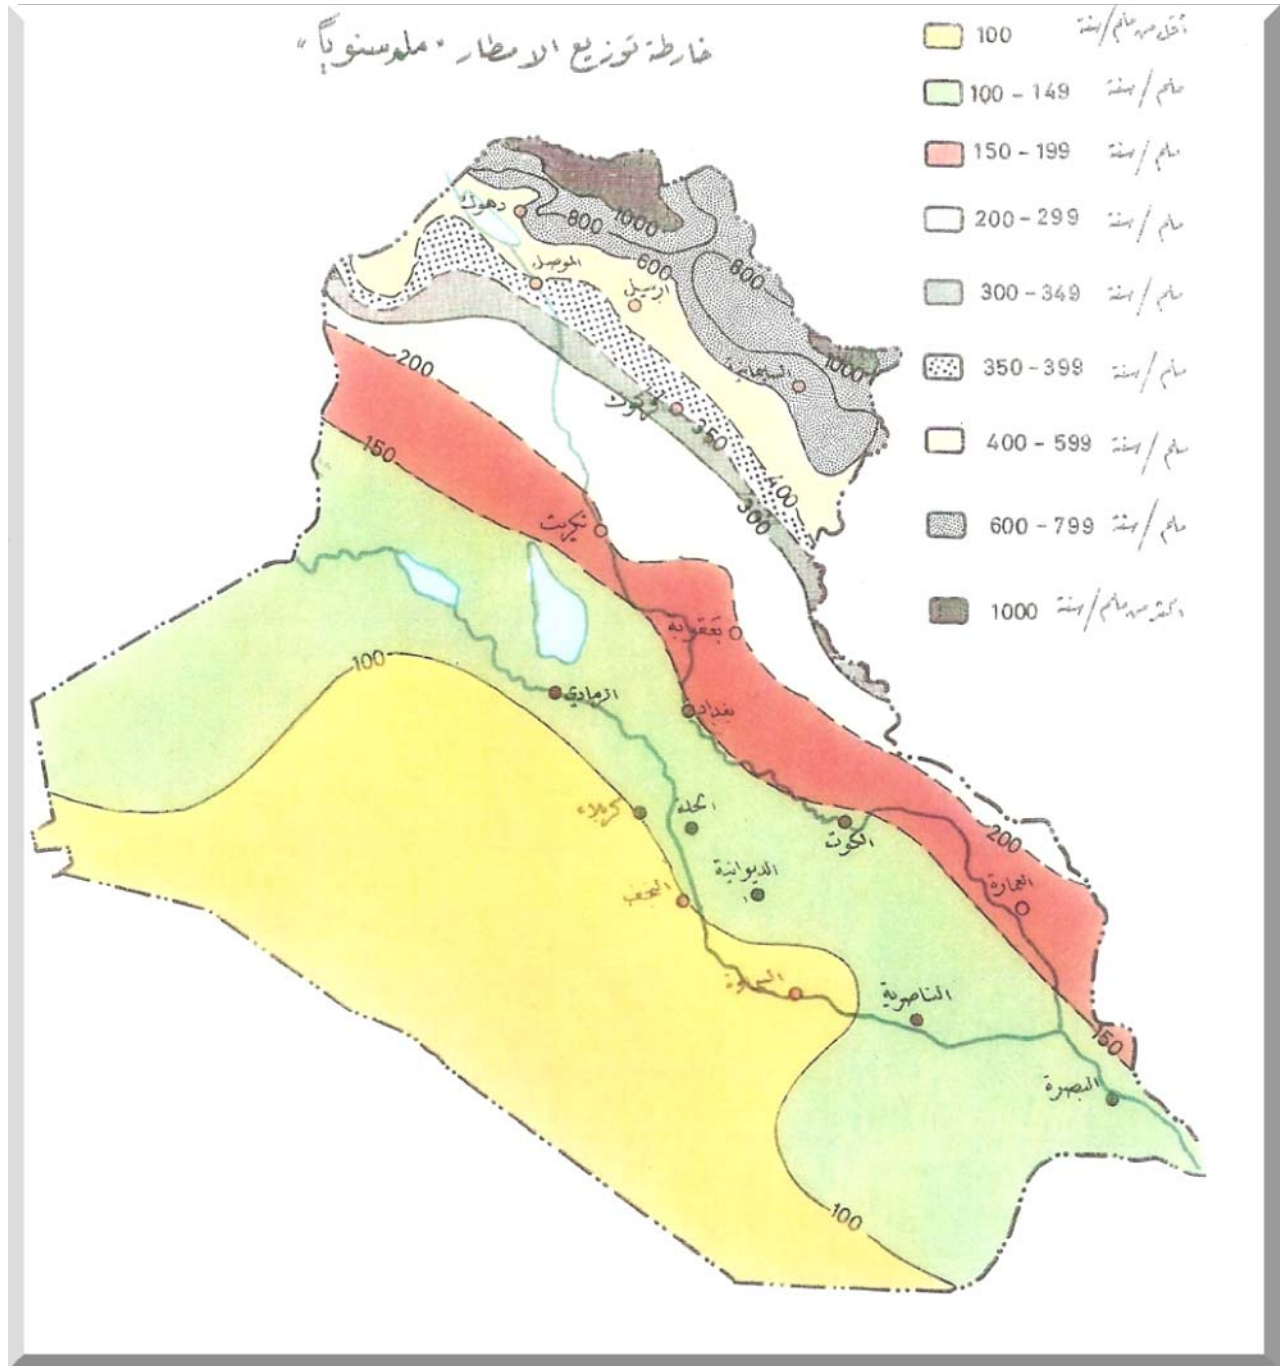 خارطة توزيع الامطار "ملم سنوياً"
أقل من 100 ملم/سنة
100 - 149 ملم/سنة
150 - 199 ملم/سنة
200 - 299 ملم/سنة
300 - 349 ملم/سنة
350 - 399 ملم/سنة
400 - 599 ملم/سنة
600 - 799 ملم/سنة
اكثر من 1000 ملم/سنة
دهوك
800
1000
600
800
الموصل
اربيل
1000
السليمانية
200
كركوك
350
150
400
300
تكريت
بعقوبة
100
الرمادي
بغداد
كربلاء
الحلة
الكوت
200
الديوانية
العمارة
النجف
السماوة
الناصرية
150
البصرة
100